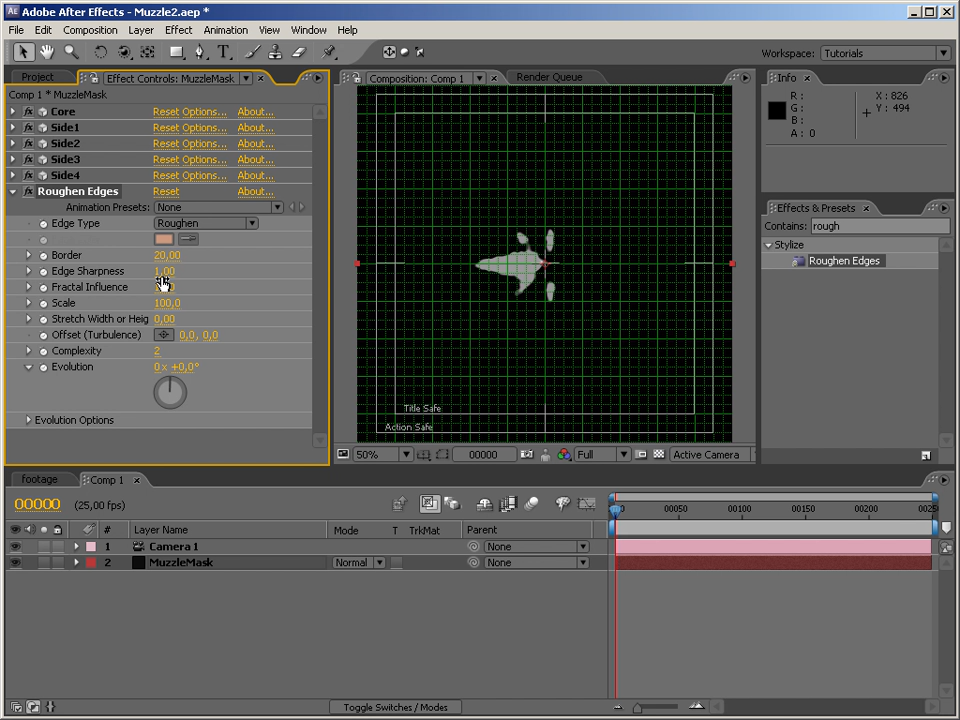 Adobe After Effects - Muzzle2.aep *
File Edit Composition Layer Effect Animation View Window Help
Workspace: Tutorials
Project Effect Controls: MuzzleMask
Comp 1 * MuzzleMask
Core Reset Options... About...
Side1 Reset Options... About...
Side2 Reset Options... About...
Side3 Reset Options... About...
Side4 Reset Options... About...
Roughen Edges Reset About...
Animation Presets: None
Edge Type Roughen
Border 20,00
Edge Sharpness 1,00
Fractal Influence
Scale 100,0
Stretch Width or Heig 0,00
Offset (Turbulence) 0,0, 0,0
Complexity 2
Evolution 0 x +0,0°
Evolution Options
Composition: Comp 1 Render Queue
Title Safe
Action Safe
50% 00000 Full Active Camera
Info
R : X : 826
G : Y : 494
B :
A : 0
Effects & Presets
Contains: rough
Stylize
Roughen Edges
footage Comp 1
00000 (25,00 fps)
# Layer Name Mode T TrkMat Parent
00050 00100 00150 00200
1 Camera 1 None
2 MuzzleMask Normal None
Toggle Switches / Modes